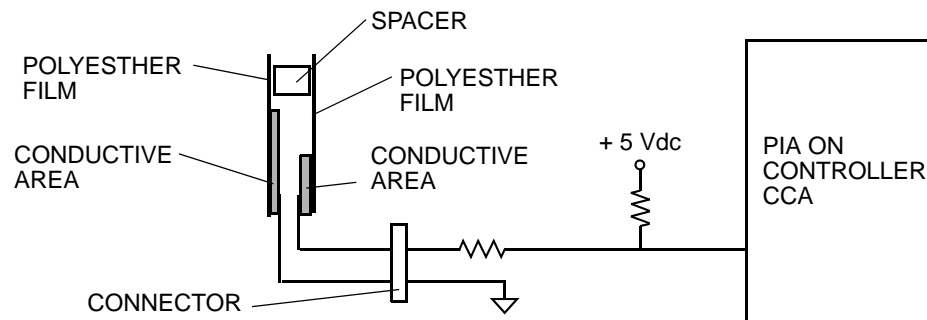 SPACER
POLYESTHER
FILM
POLYESTHER
FILM
CONDUCTIVE
AREA
CONDUCTIVE
AREA
+ 5 Vdc
PIA ON
CONTROLLER
CCA
CONNECTOR